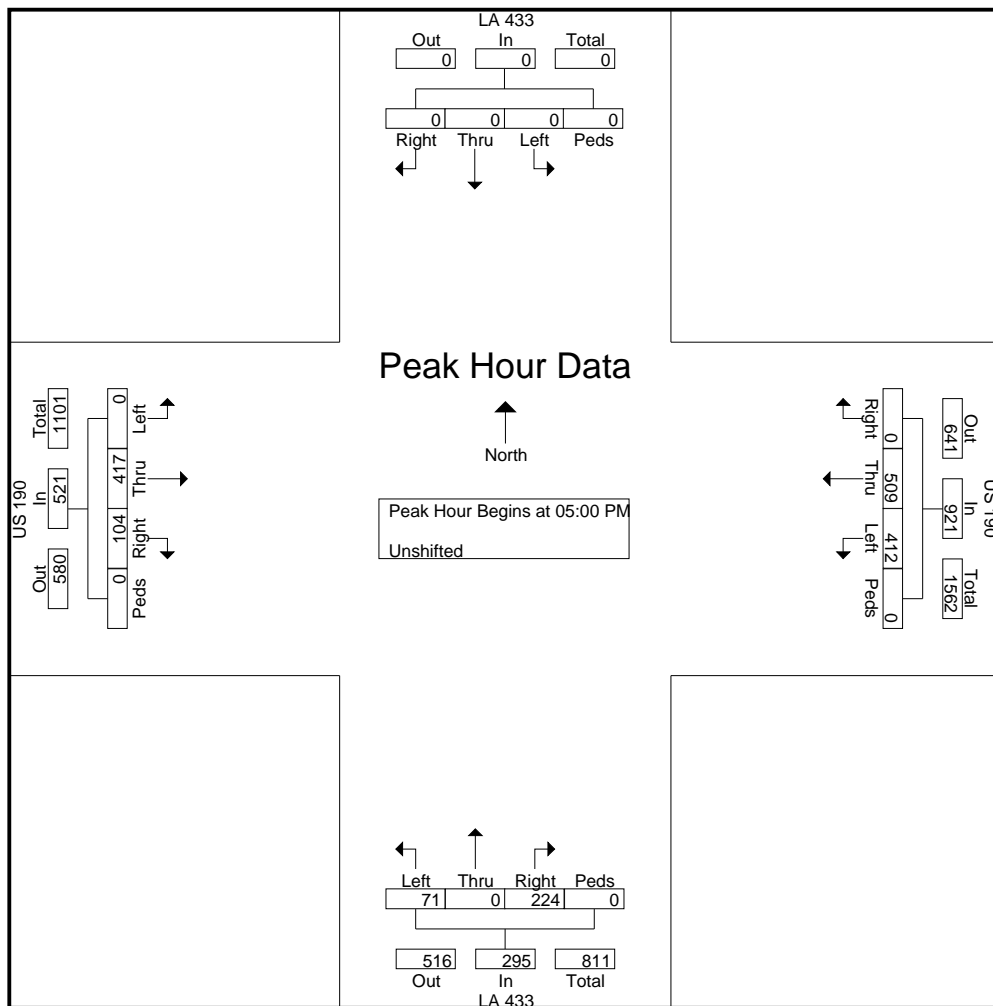 LA 433
Out In Total
0 0 0
0 0 0 0
Right Thru Left Peds
Peak Hour Data
North
Peak Hour Begins at 05:00 PM
Unshifted
US 190
Total In Out
1101 521 580
0 417 104 0
Left Thru Right Peds
US 190
Out In Total
641 921 1562
0 509 412 0
Right Thru Left Peds
Left Thru Right Peds
71 0 224 0
516 295 811
Out In Total
LA 433